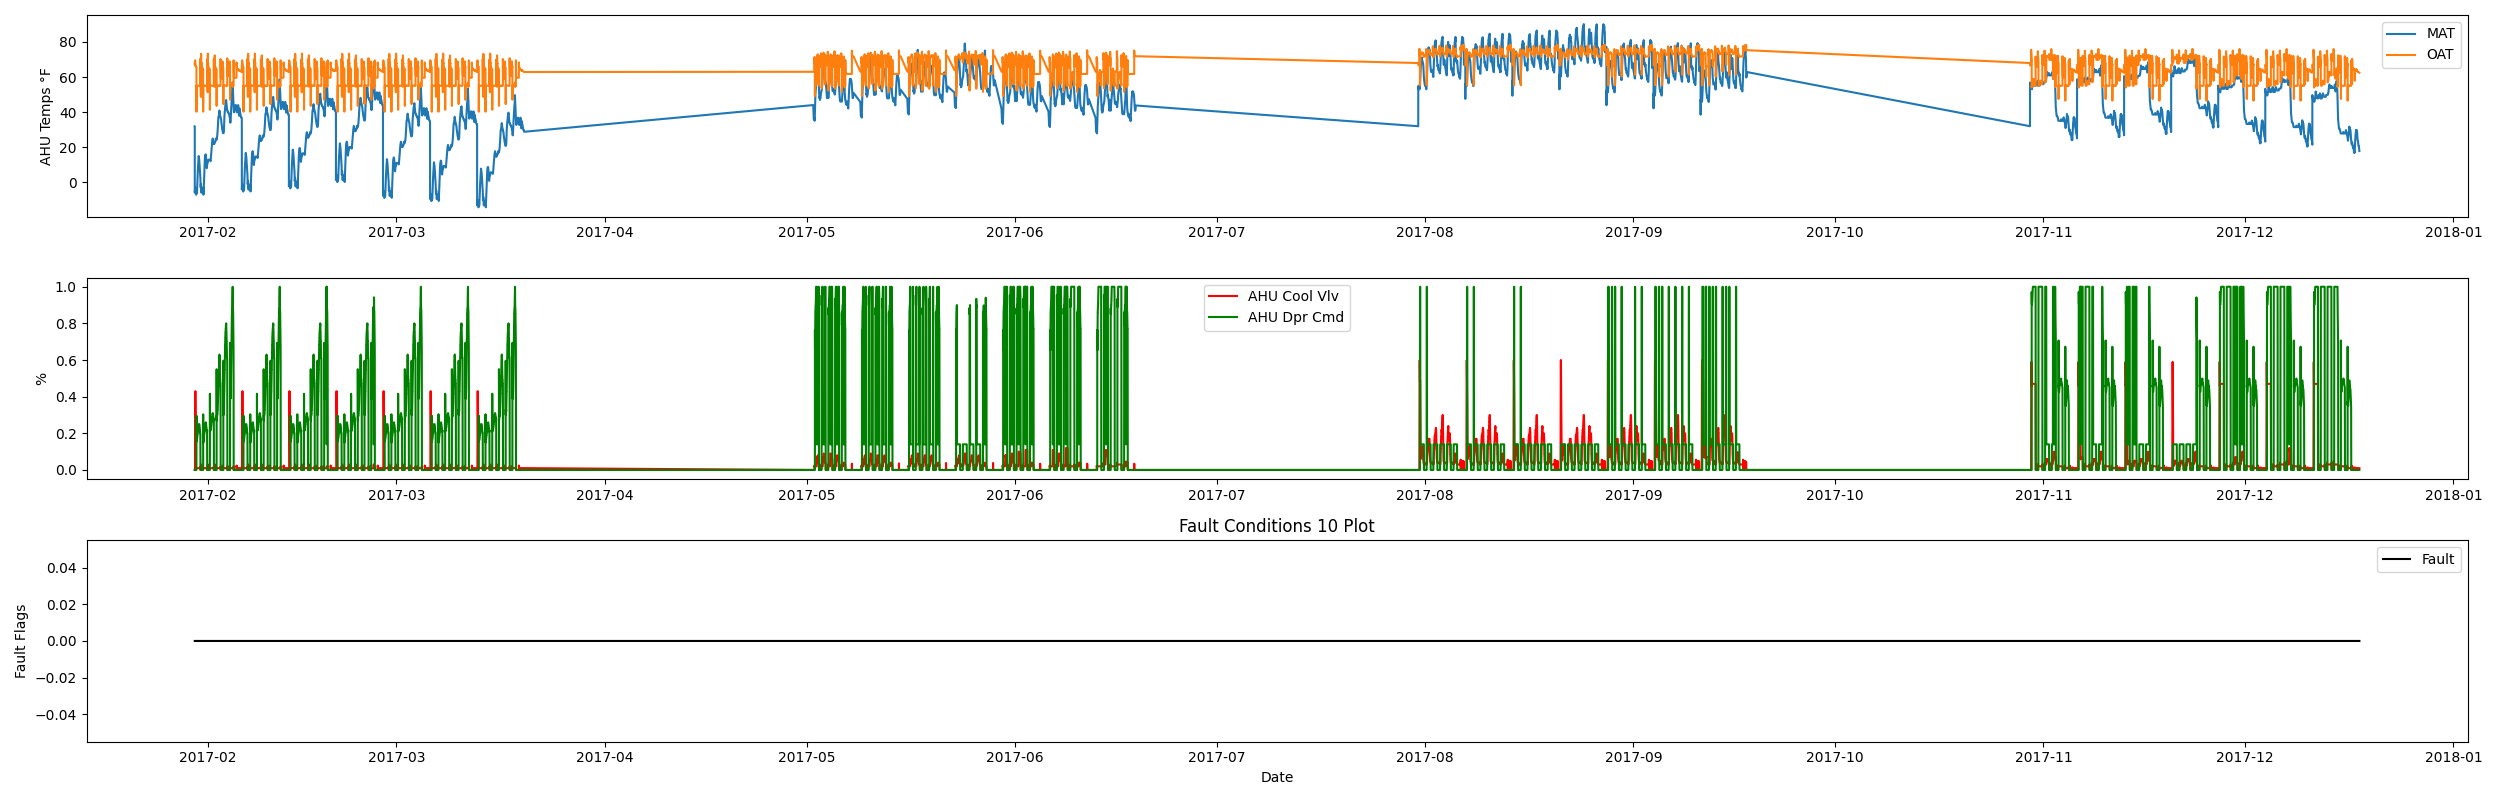 80
60
40
20
0
AHU Temps °F
MAT
OAT
2017-02 2017-03 2017-04 2017-05 2017-06 2017-07 2017-08 2017-09 2017-10 2017-11 2017-12 2018-01
1.0
0.8
0.6
0.4
0.2
0.0
%
AHU Cool Vlv
AHU Dpr Cmd
2017-02 2017-03 2017-04 2017-05 2017-06 2017-07 2017-08 2017-09 2017-10 2017-11 2017-12 2018-01
Fault Conditions 10 Plot
0.04
0.02
0.00
−0.02
−0.04
Fault Flags
Fault
2017-02 2017-03 2017-04 2017-05 2017-06 2017-07 2017-08 2017-09 2017-10 2017-11 2017-12 2018-01
Date